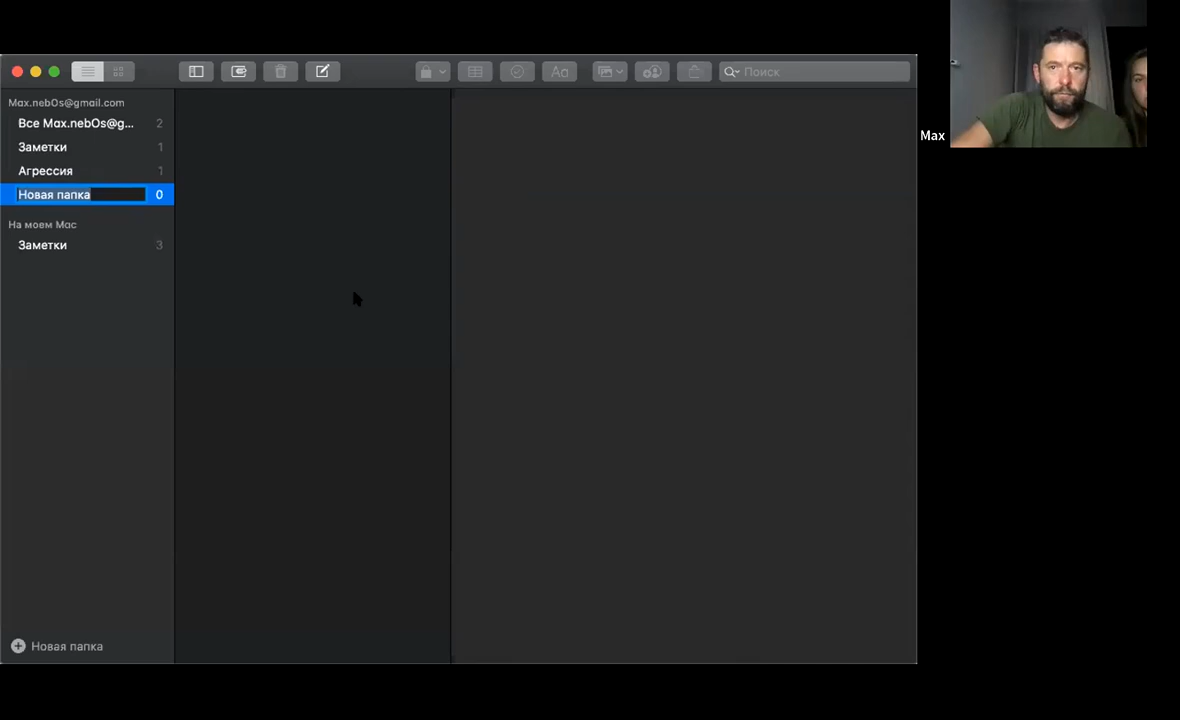 Aa
Поиск
Max.nebOs@gmail.com
Все Max.nebOs@g... 2
Заметки 1
Агрессия 1
Новая папка 0
На моем Mac
Заметки 3
Новая папка
Max